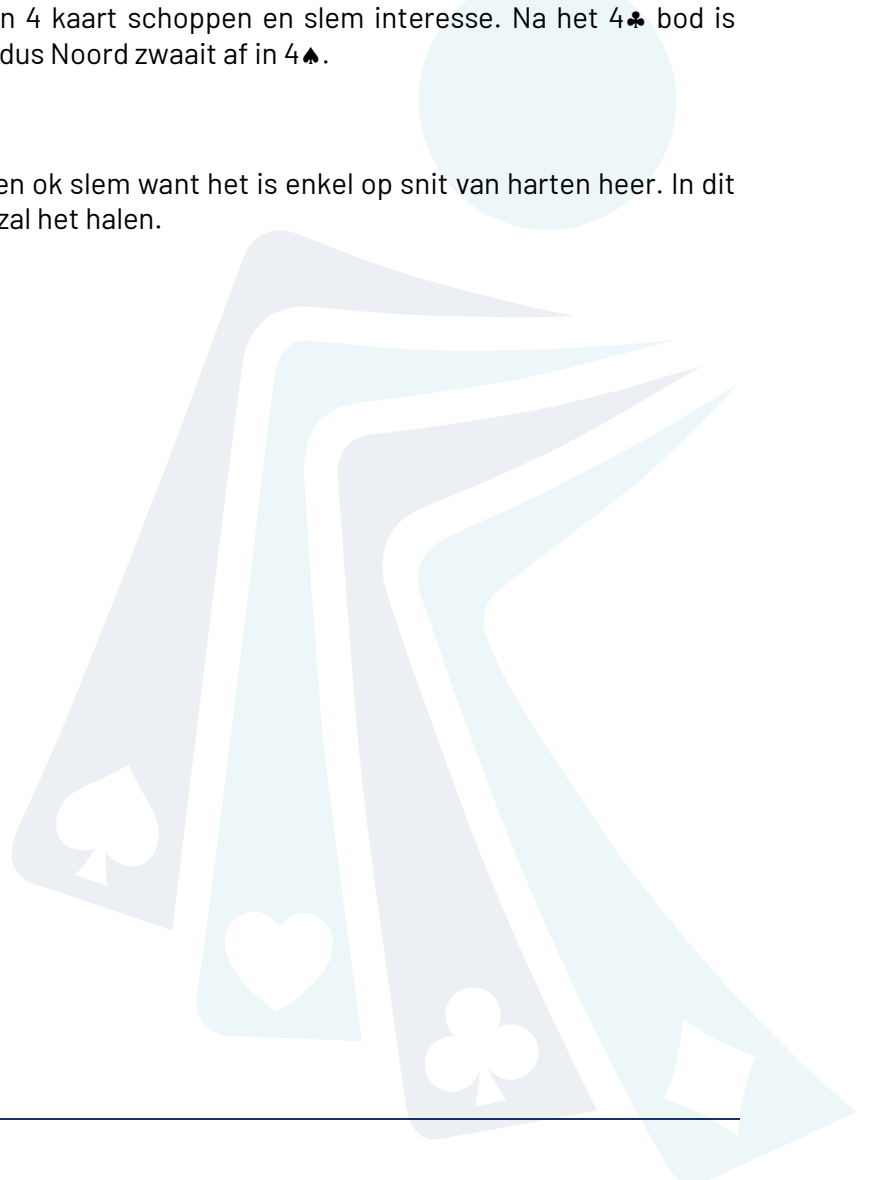 n 4 kaart schoppen en slem interesse. Na het 4♣ bod is
dus Noord zwaait af in 4♠.
en ok slem want het is enkel op snit van harten heer. In dit
zal het halen.